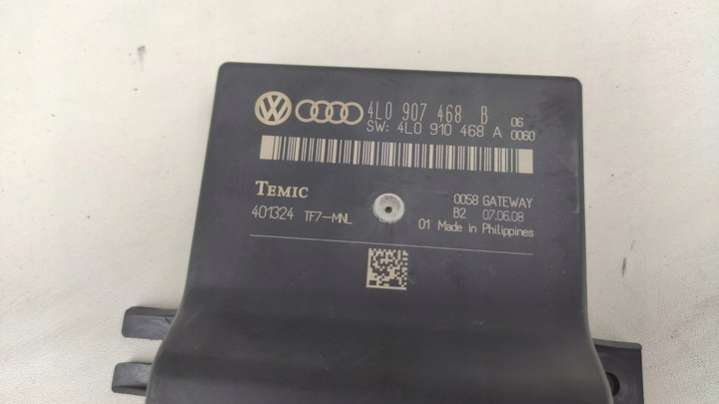 4L0 907 468 B 06
SW: 4L0 910 468 A 0060
TEMIC
0058 GATEWAY
401324 TF7-MNL
B2 07.06.08
01 Made in Philippines